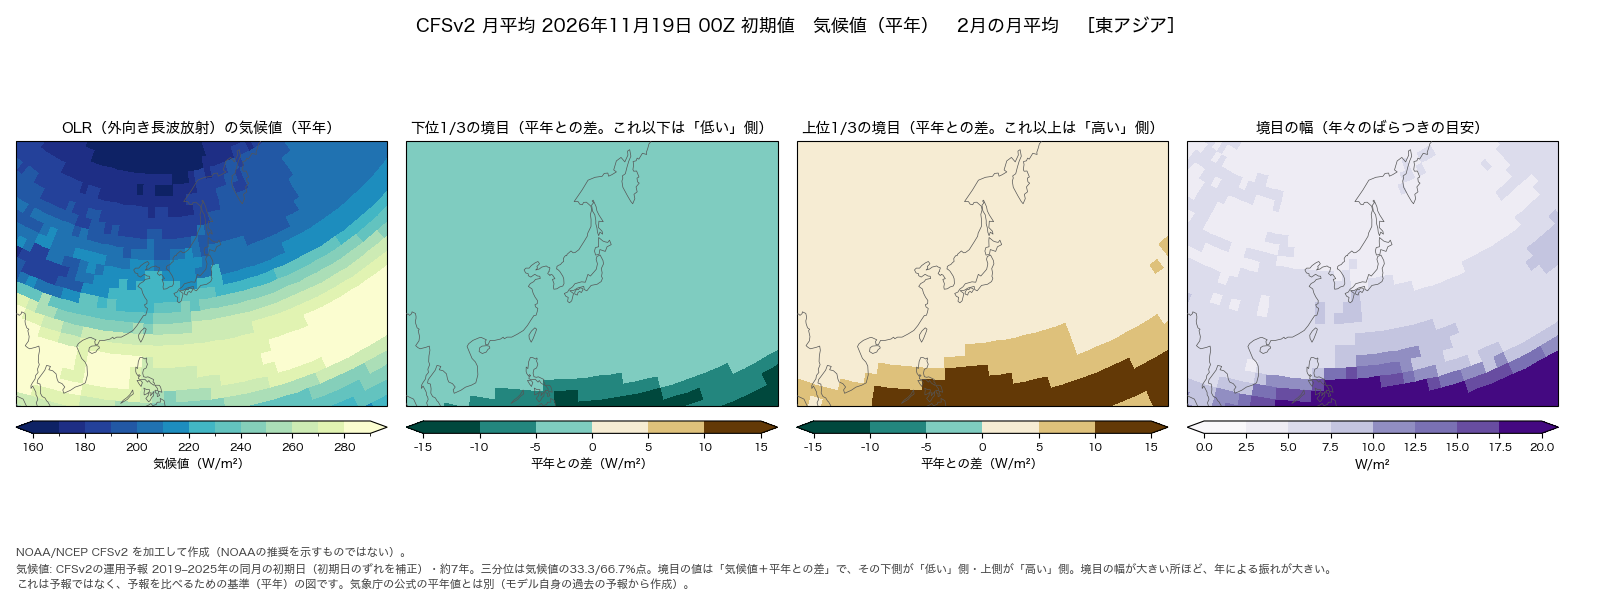 CFSv2 月平均 2026年11月19日 00Z 初期値　気候値（平年）　2月の月平均　［東アジア］
OLR（外向き長波放射）の気候値（平年）
下位1/3の境目（平年との差。これ以下は「低い」側）
上位1/3の境目（平年との差。これ以上は「高い」側）
境目の幅（年々のばらつきの目安）
160 180 200 220 240 260 280
気候値（W/m²）
-15 -10 -5 0 5 10 15
平年との差（W/m²）
-15 -10 -5 0 5 10 15
平年との差（W/m²）
0.0 2.5 5.0 7.5 10.0 12.5 15.0 17.5 20.0
W/m²
NOAA/NCEP CFSv2 を加工して作成（NOAAの推奨を示すものではない）。
気候値: CFSv2の運用予報 2019–2025年の同月の初期日（初期日のずれを補正）・約7年。三分位は気候値の33.3/66.7%点。境目の値は「気候値＋平年との差」で、その下側が「低い」側・上側が「高い」側。境目の幅が大きい所ほど、年による振れが大きい。
これは予報ではなく、予報を比べるための基準（平年）の図です。気象庁の公式の平年値とは別（モデル自身の過去の予報から作成）。